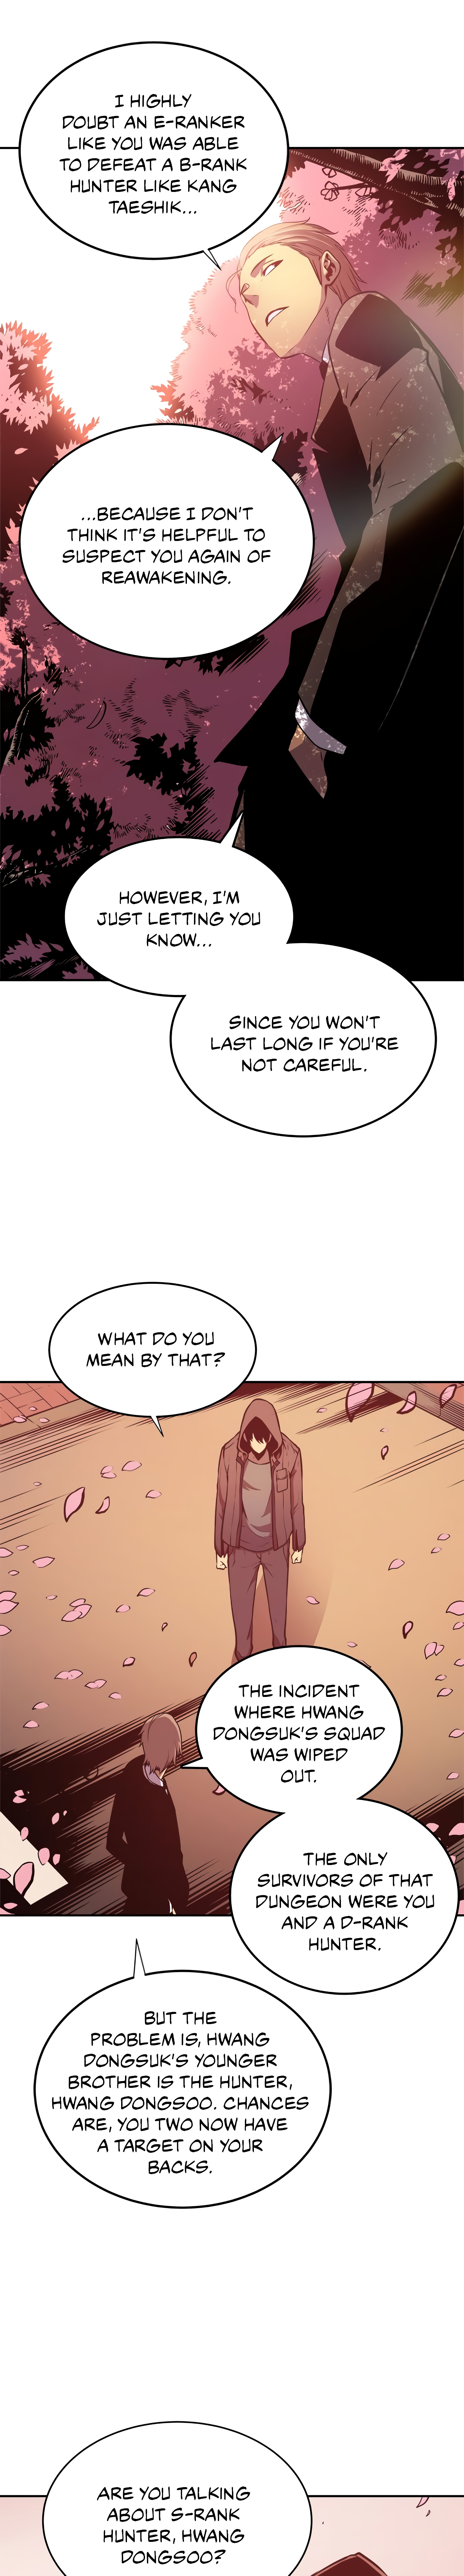 I HIGHLY
DOUBT AN E-RANKER
LIKE YOU WAS ABLE
TO DEFEAT A B-RANK
HUNTER LIKE KANG
TAESHIK...
...BECAUSE I DON'T
THINK IT'S HELPFUL TO
SUSPECT YOU AGAIN OF
REAWAKENING.
HOWEVER, I'M
JUST LETTING YOU
KNOW...
SINCE YOU WON'T
LAST LONG IF YOU'RE
NOT CAREFUL.
WHAT DO YOU
MEAN BY THAT?
THE INCIDENT
WHERE HWANG
DONGSUK'S SQUAD
WAS WIPED
OUT.
THE ONLY
SURVIVORS OF THAT
DUNGEON WERE YOU
AND A D-RANK
HUNTER.
BUT THE
PROBLEM IS, HWANG
DONGSUK'S YOUNGER
BROTHER IS THE HUNTER,
HWANG DONGSOO. CHANCES
ARE, YOU TWO NOW HAVE
A TARGET ON YOUR
BACKS.
ARE YOU TALKING
ABOUT S-RANK
HUNTER, HWANG
DONGSOO?